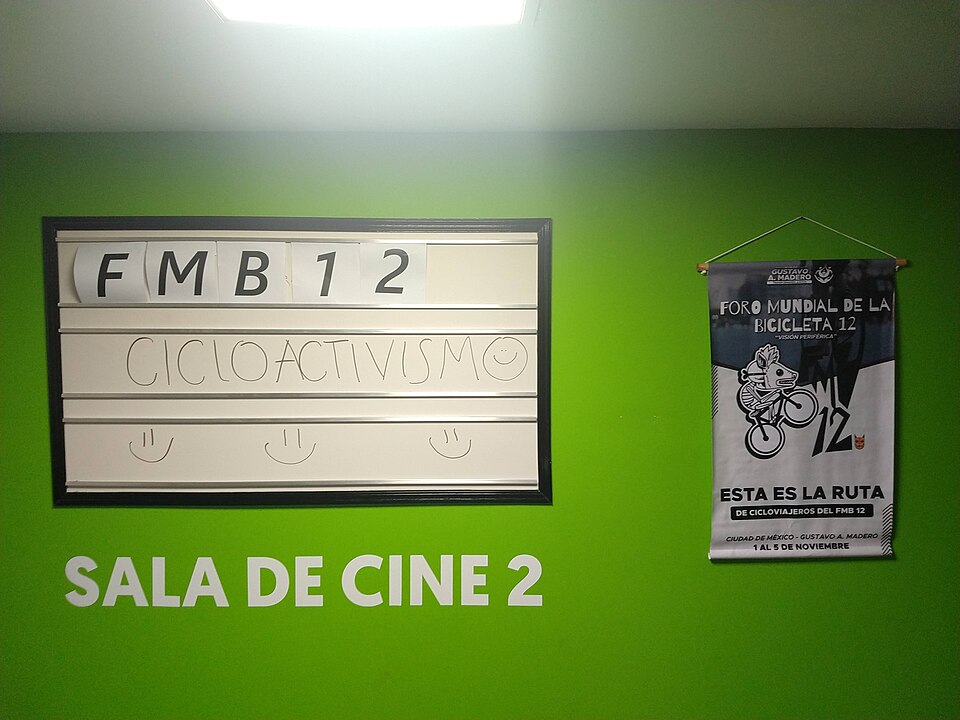 FMB 12
CICLOACTIVISMO
SALA DE CINE 2
GUSTAVO
A. MADERO
FORO MUNDIAL DE LA
BICICLETA 12
"VISIÓN PERIFÉRICA"
FMB
12
ESTA ES LA RUTA
DE CICLOVIAJEROS DEL FMB 12
CIUDAD DE MÉXICO - GUSTAVO A. MADERO
1 AL 5 DE NOVIEMBRE